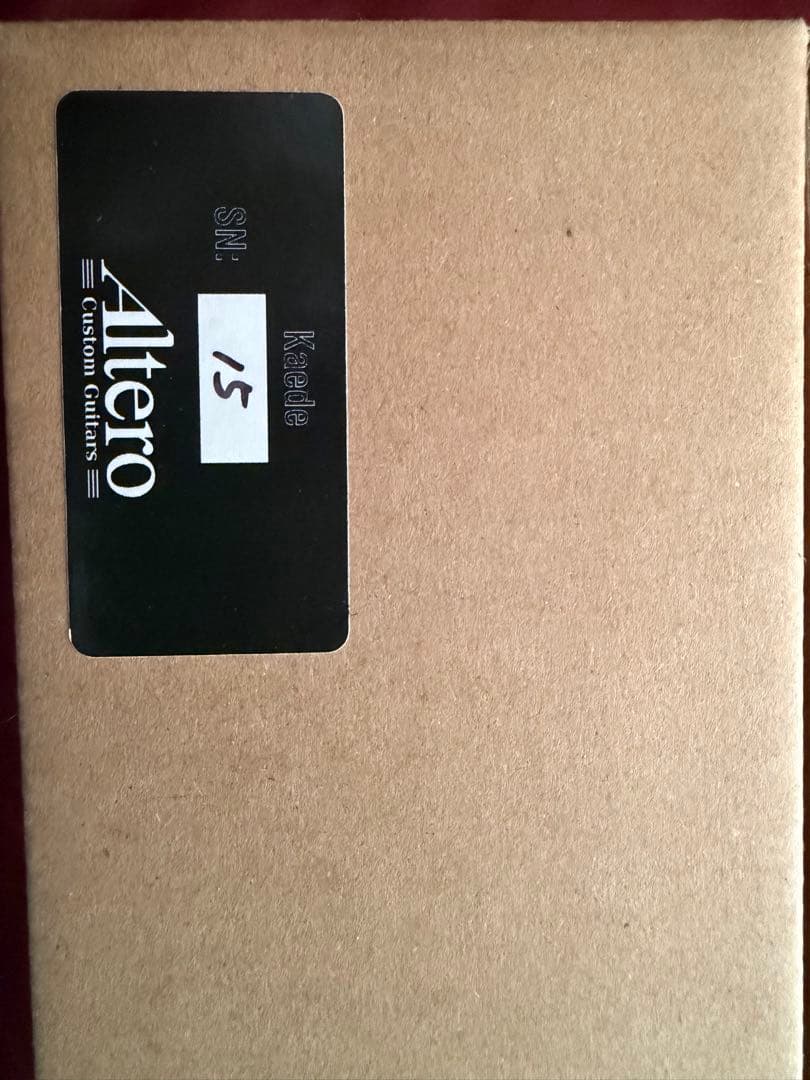 Kaede
SN: 15
Altero
Custom Guitars